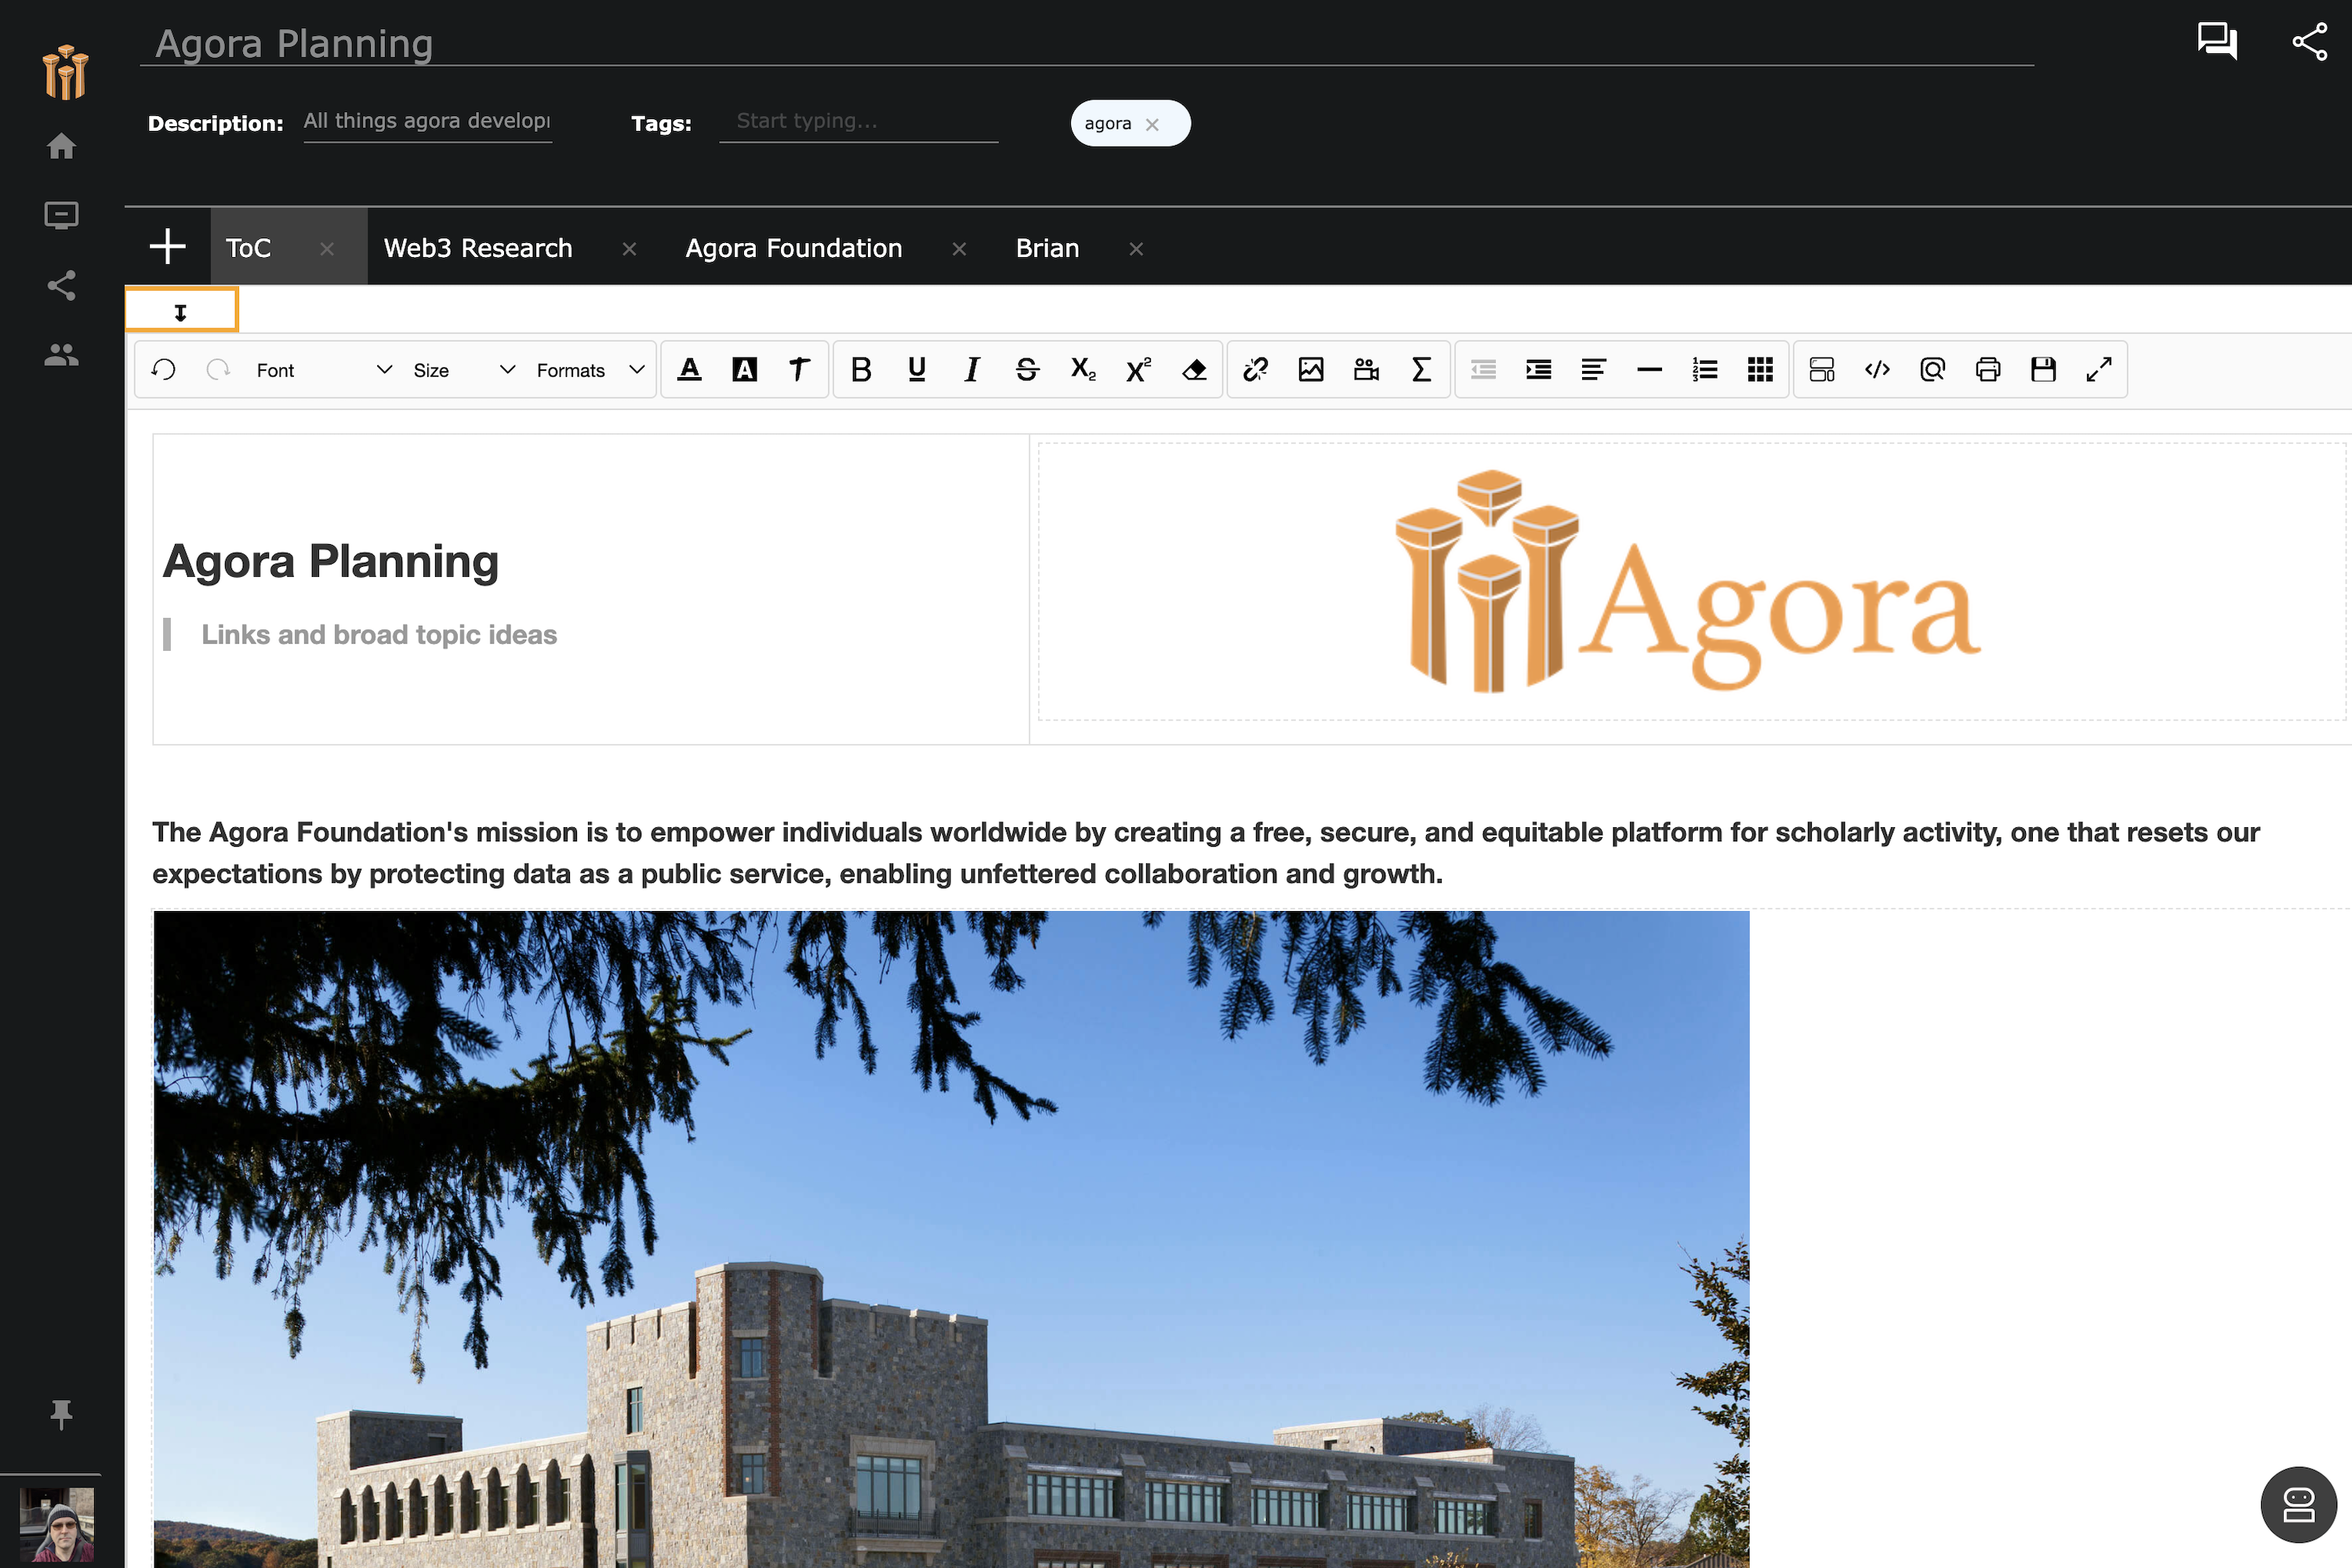 Agora Planning
Description: All things agora develop
Tags: Start typing...
agora
ToC
Web3 Research
Agora Foundation
Brian
Font
Size
Formats
Agora Planning
Links and broad topic ideas
Agora
The Agora Foundation's mission is to empower individuals worldwide by creating a free, secure, and equitable platform for scholarly activity, one that resets our
expectations by protecting data as a public service, enabling unfettered collaboration and growth.